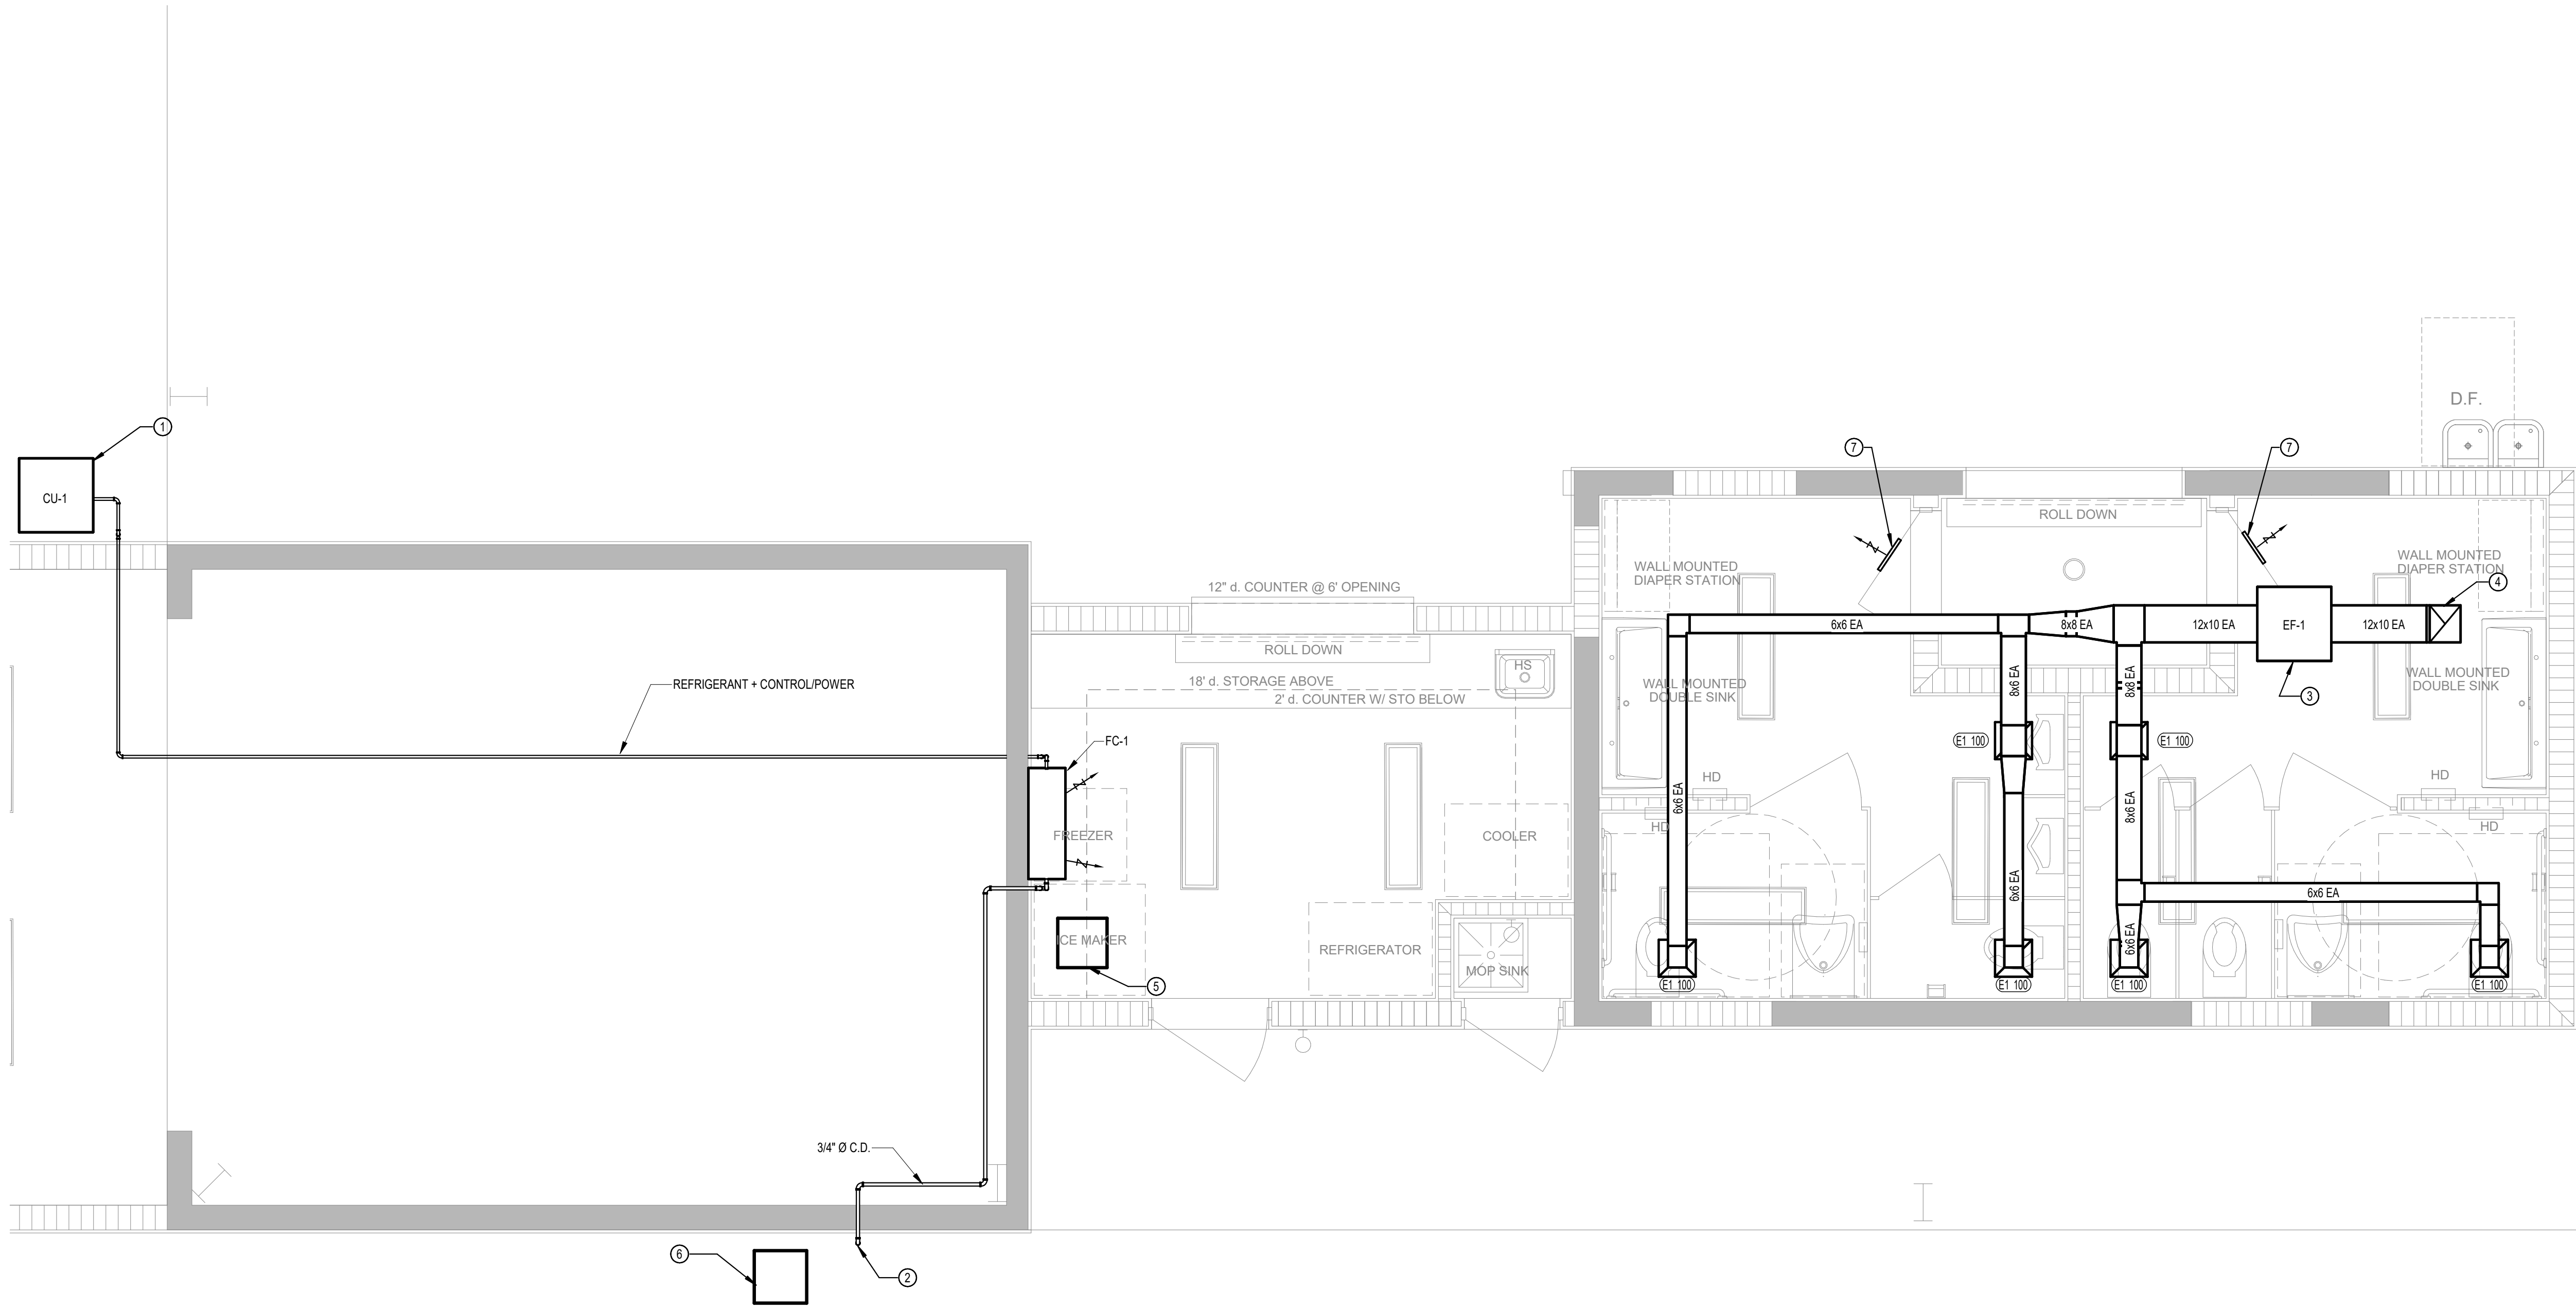 D.F.
1
7
7
CU-1
ROLL DOWN
WALL MOUNTED
DIAPER STATION
WALL MOUNTED
DIAPER STATION
4
12" d. COUNTER @ 6' OPENING
6x6 EA
8x8 EA
12x10 EA
EF-1
12x10 EA
ROLL DOWN
HS
18' d. STORAGE ABOVE
2' d. COUNTER W/ STO BELOW
REFRIGERANT + CONTROL/POWER
WALL MOUNTED
DOUBLE SINK
8x6 EA
8x8 EA
WALL MOUNTED
DOUBLE SINK
3
FC-1
E1 100
E1 100
HD
HD
6x6 EA
8x6 EA
FREEZER
COOLER
HD
HD
6x6 EA
6x6 EA
ICE MAKER
REFRIGERATOR
MOP SINK
6x6 EA
5
E1 100
E1 100
E1 100
E1 100
3/4" Ø C.D.
6
2